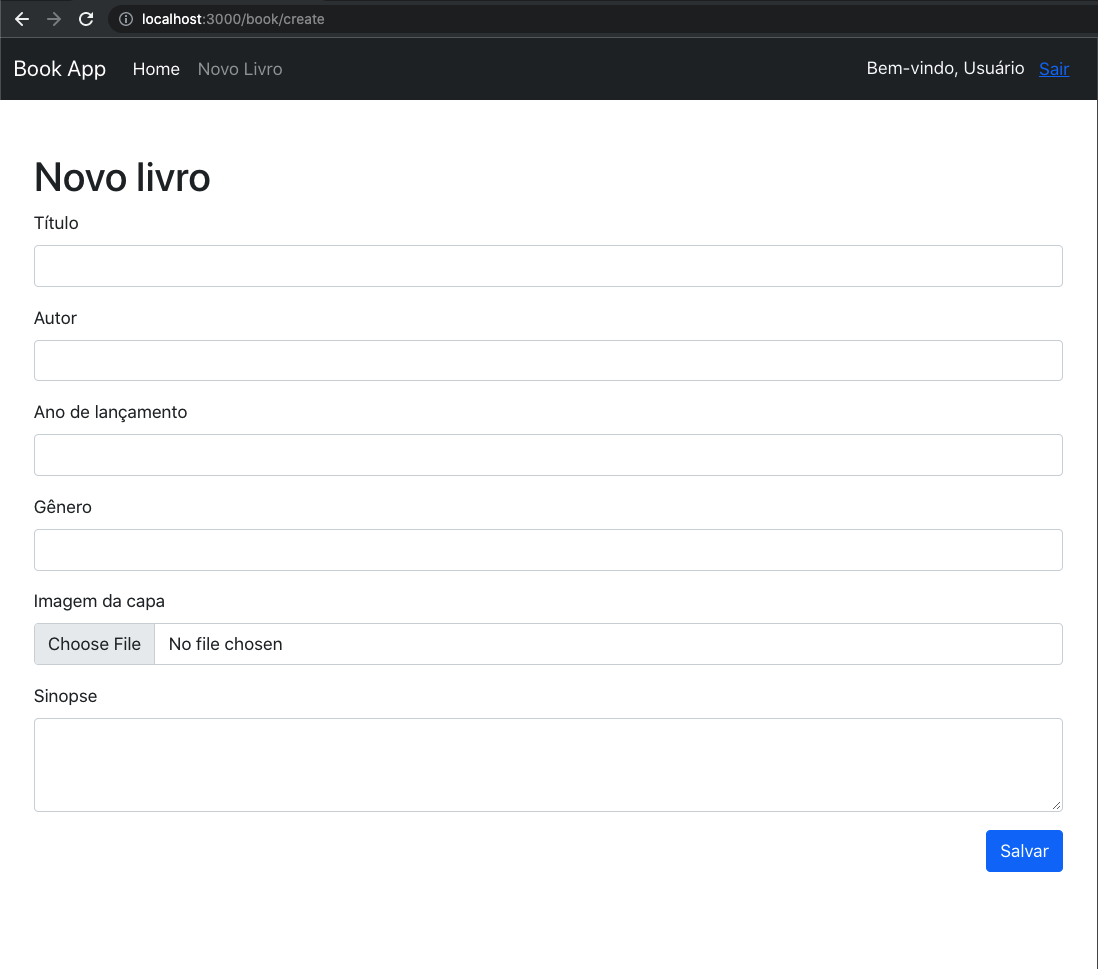 localhost:3000/book/create
Book App Home Novo Livro Bem-vindo, Usuário Sair
Novo livro
Título
Autor
Ano de lançamento
Gênero
Imagem da capa
Choose File No file chosen
Sinopse
Salvar